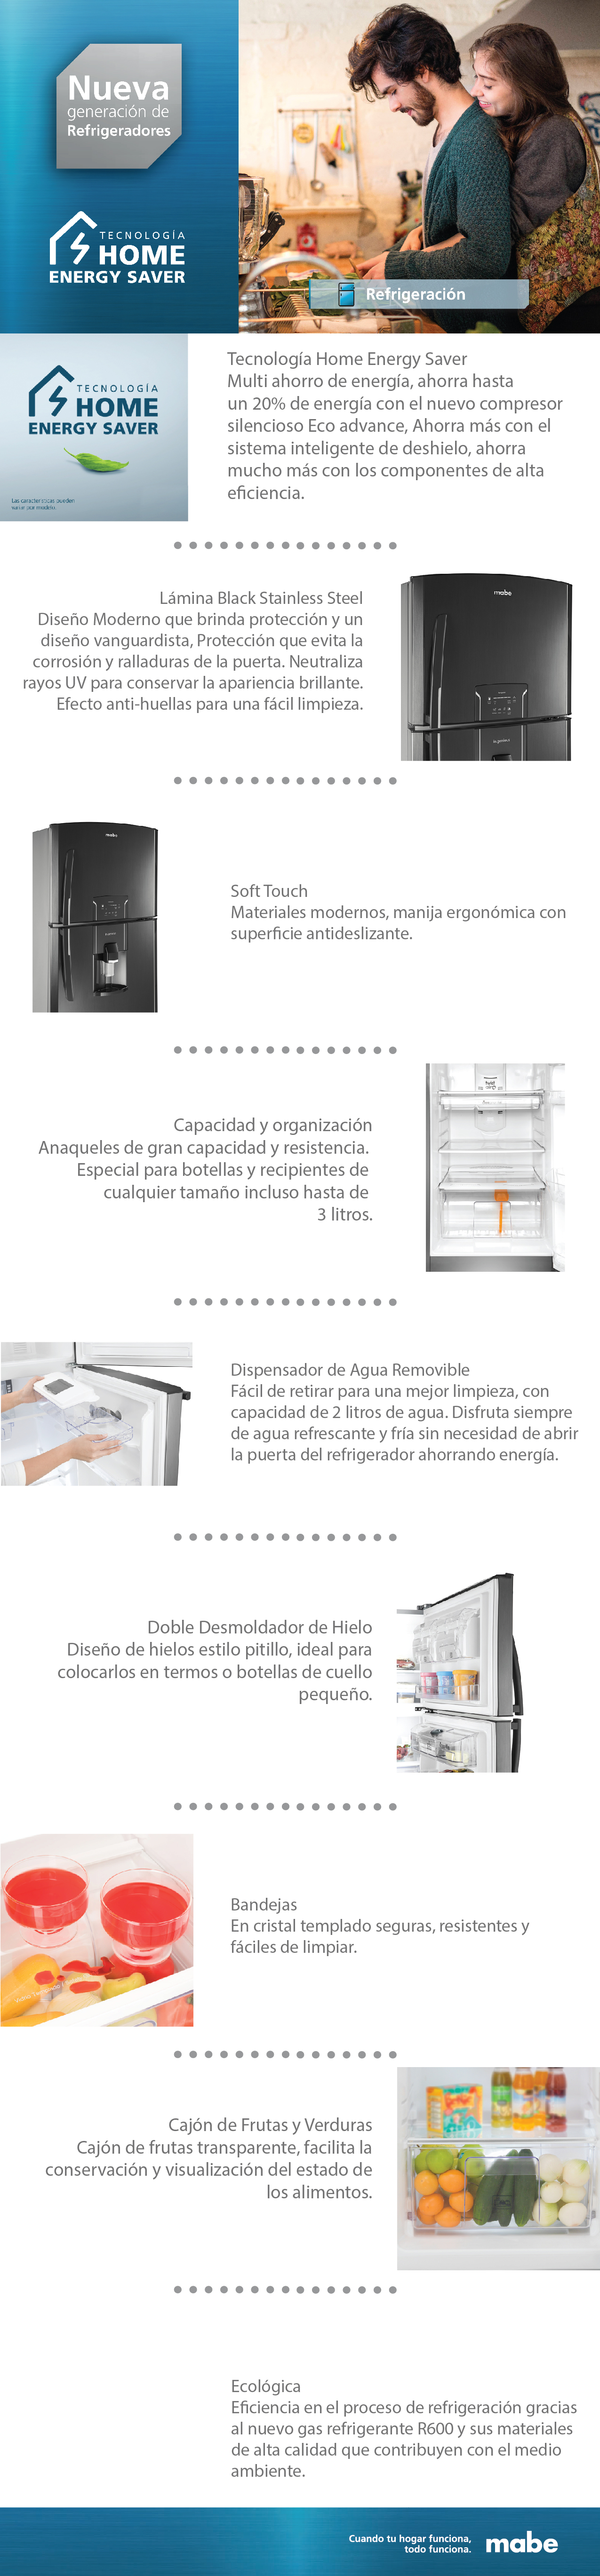 Nueva
generación de
Refrigeradores
TECNOLOGÍA
HOME
ENERGY SAVER
Refrigeración
TECNOLOGÍA
HOME
ENERGY SAVER
Las características pueden
variar por modelo.
Tecnología Home Energy Saver
Multi ahorro de energía, ahorra hasta
un 20% de energía con el nuevo compresor
silencioso Eco advance, Ahorra más con el
sistema inteligente de deshielo, ahorra
mucho más con los componentes de alta
eficiencia.
Lámina Black Stainless Steel
Diseño Moderno que brinda protección y un
diseño vanguardista, Protección que evita la
corrosión y ralladuras de la puerta. Neutraliza
rayos UV para conservar la apariencia brillante.
Efecto anti-huellas para una fácil limpieza.
mabe
mabe
Soft Touch
Materiales modernos, manija ergonómica con
superficie antideslizante.
Capacidad y organización
Anaqueles de gran capacidad y resistencia.
Especial para botellas y recipientes de
cualquier tamaño incluso hasta de
3 litros.
Dispensador de Agua Removible
Fácil de retirar para una mejor limpieza, con
capacidad de 2 litros de agua. Disfruta siempre
de agua refrescante y fría sin necesidad de abrir
la puerta del refrigerador ahorrando energía.
Doble Desmoldador de Hielo
Diseño de hielos estilo pitillo, ideal para
colocarlos en termos o botellas de cuello
pequeño.
Bandejas
En cristal templado seguras, resistentes y
fáciles de limpiar.
Cajón de Frutas y Verduras
Cajón de frutas transparente, facilita la
conservación y visualización del estado de
los alimentos.
Ecológica
Eficiencia en el proceso de refrigeración gracias
al nuevo gas refrigerante R600 y sus materiales
de alta calidad que contribuyen con el medio
ambiente.
Cuando tu hogar funciona,
todo funciona.
mabe